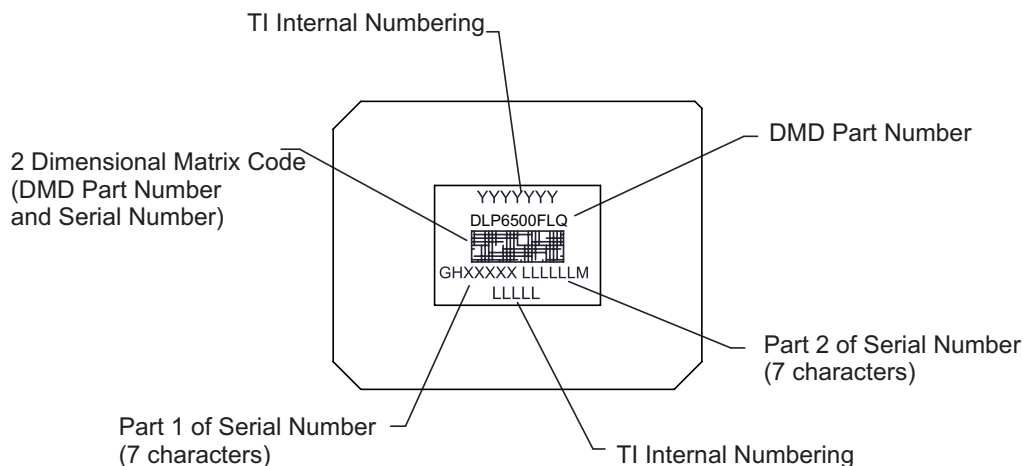 TI Internal Numbering
DMD Part Number
2 Dimensional Matrix Code
(DMD Part Number
and Serial Number)
YYYYYYY
DLP6500FLQ
GHXXXXX LLLLLLM
LLLLL
Part 2 of Serial Number
(7 characters)
Part 1 of Serial Number
(7 characters)
TI Internal Numbering